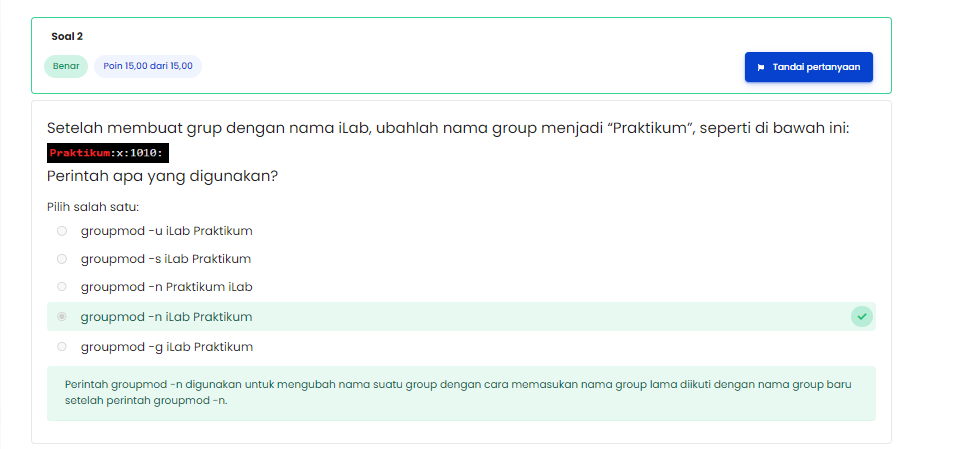 Soal 2
Benar
Poin 15,00 dari 15,00
Tandai pertanyaan
Setelah membuat grup dengan nama iLab, ubahlah nama group menjadi “Praktikum”, seperti di bawah ini:
Praktikum:x:1010:
Perintah apa yang digunakan?
Pilih salah satu:
groupmod -u iLab Praktikum
groupmod -s iLab Praktikum
groupmod -n Praktikum iLab
groupmod -n iLab Praktikum
groupmod -g iLab Praktikum
Perintah groupmod -n digunakan untuk mengubah nama suatu group dengan cara memasukan nama group lama diikuti dengan nama group baru
setelah perintah groupmod -n.